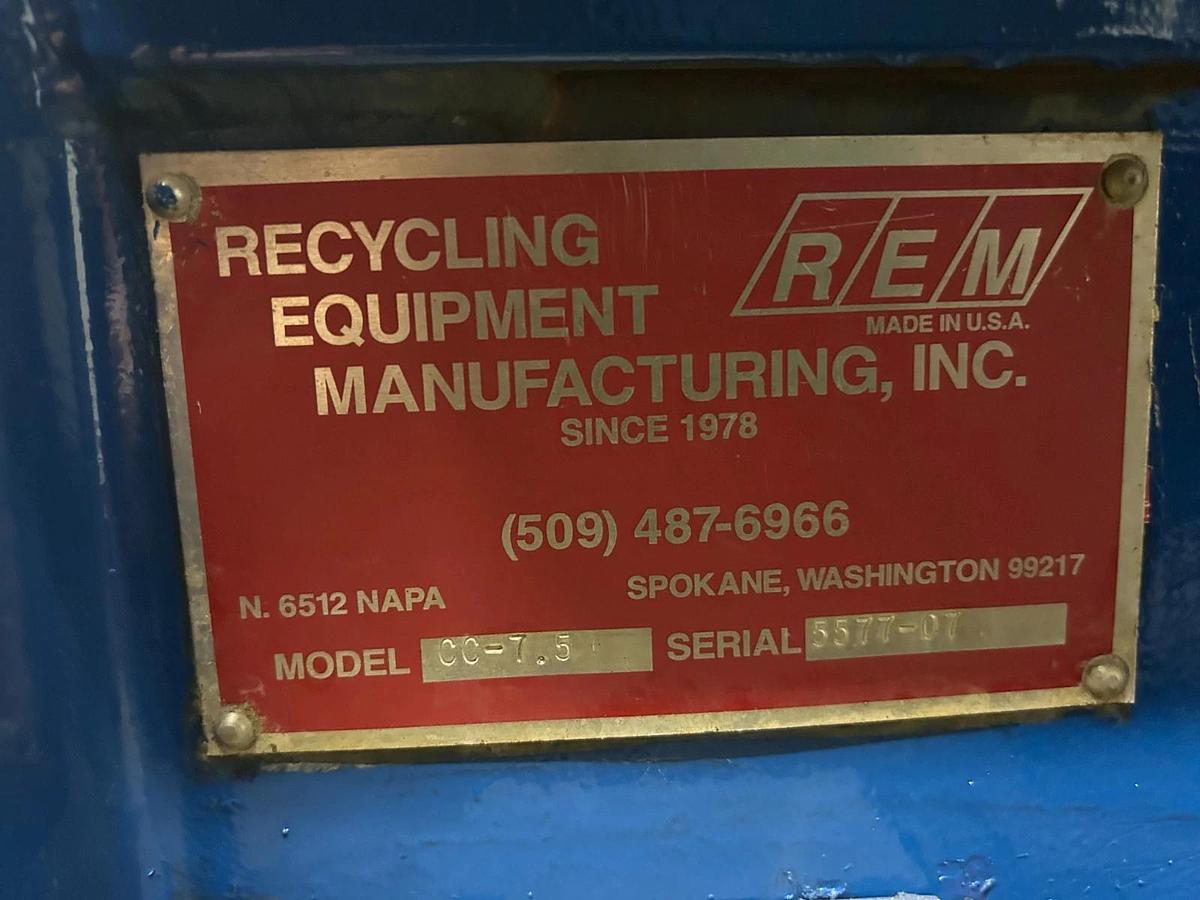 RECYCLING
EQUIPMENT
MANUFACTURING, INC.
SINCE 1978
REM
MADE IN U.S.A.
(509) 487-6966
N. 6512 NAPA
SPOKANE, WASHINGTON 99217
MODEL CC-7.5 SERIAL 5577-07